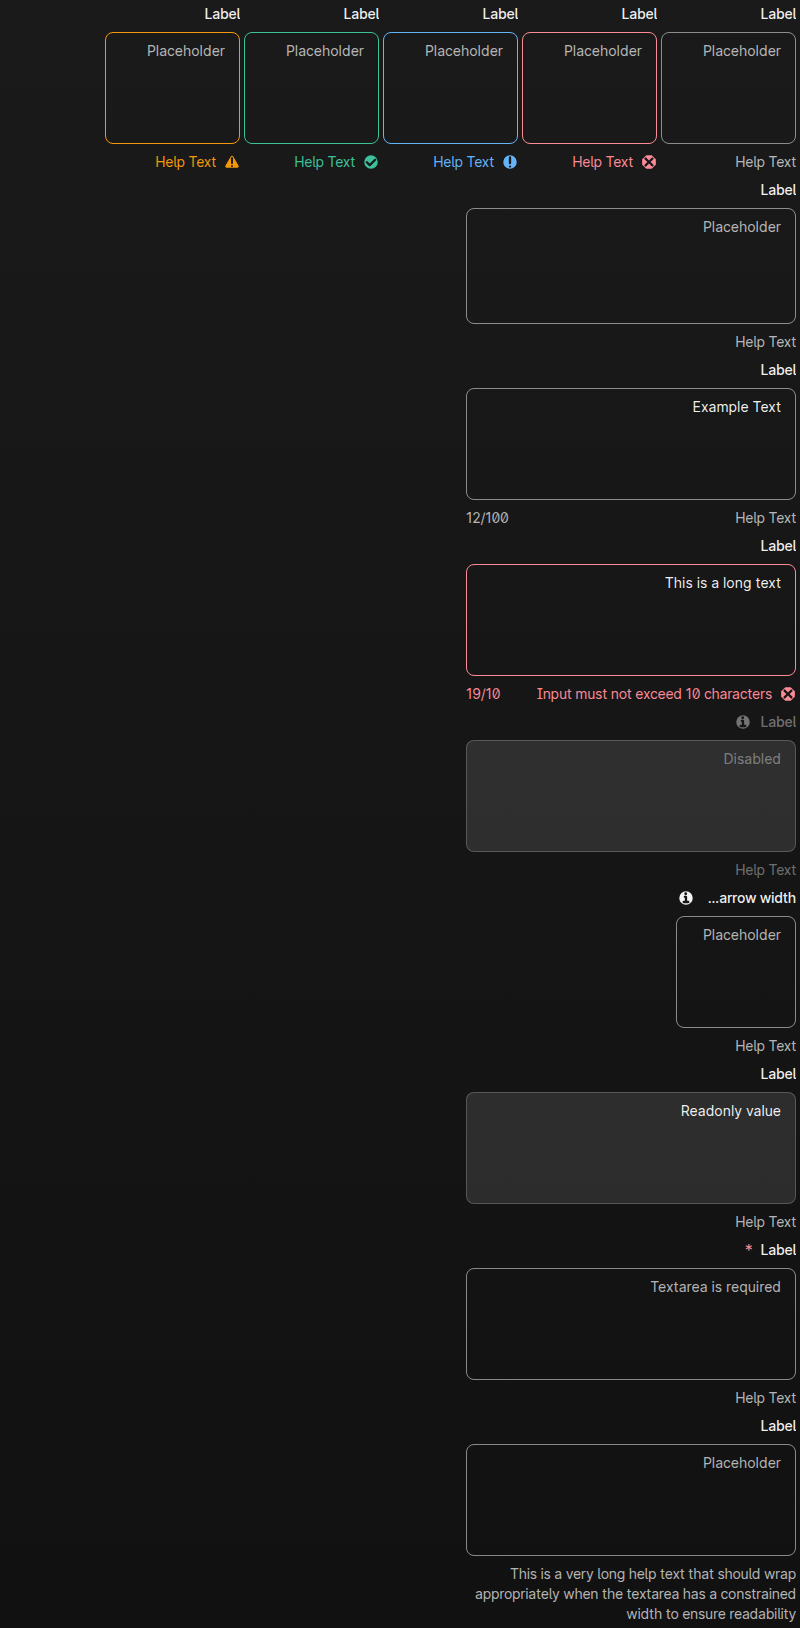 Label Label Label Label Label
Placeholder Placeholder Placeholder Placeholder Placeholder
Help Text Help Text Help Text Help Text Help Text
Label
Placeholder
Help Text
Label
Example Text
Help Text 12/100
Label
This is a long text
Input must not exceed 10 characters 19/10
Label
Disabled
Help Text
...arrow width
Placeholder
Help Text
Label
Readonly value
Help Text
Label *
Textarea is required
Help Text
Label
Placeholder
This is a very long help text that should wrap
appropriately when the textarea has a constrained
width to ensure readability